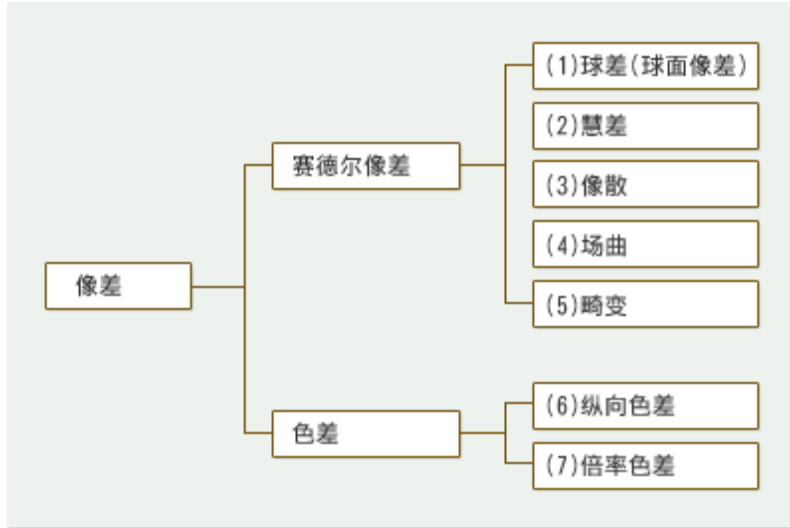 像差
赛德尔像差
(1)球差(球面像差)
(2)慧差
(3)像散
(4)场曲
(5)畸变
色差
(6)纵向色差
(7)倍率色差